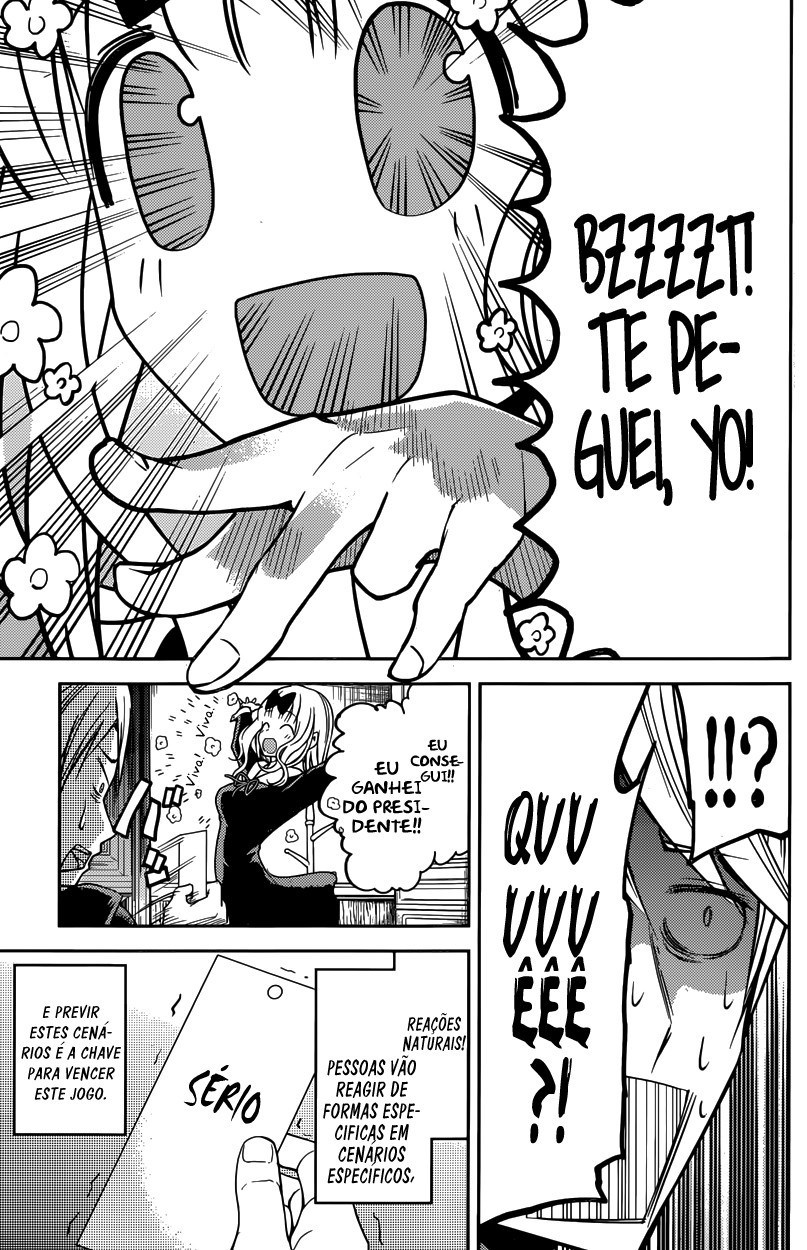 BZZZZT!
TE PE-
GUEI, YO!
!!?
QUU
UUU
ÊÊÊ
?!
EU
CONSE-
GUI!!
EU
GANHEI
DO PRESI-
DENTE!!
Viva!
Viva!
Viva!
REAÇÕES
NATURAIS!
PESSOAS VÃO
REAGIR DE
FORMAS ESPE-
CIFICAS EM
CENARIOS
ESPECIFICOS,
SÉRIO
E PREVIR
ESTES CENÁ-
RIOS É A CHAVE
PARA VENCER
ESTE JOGO.